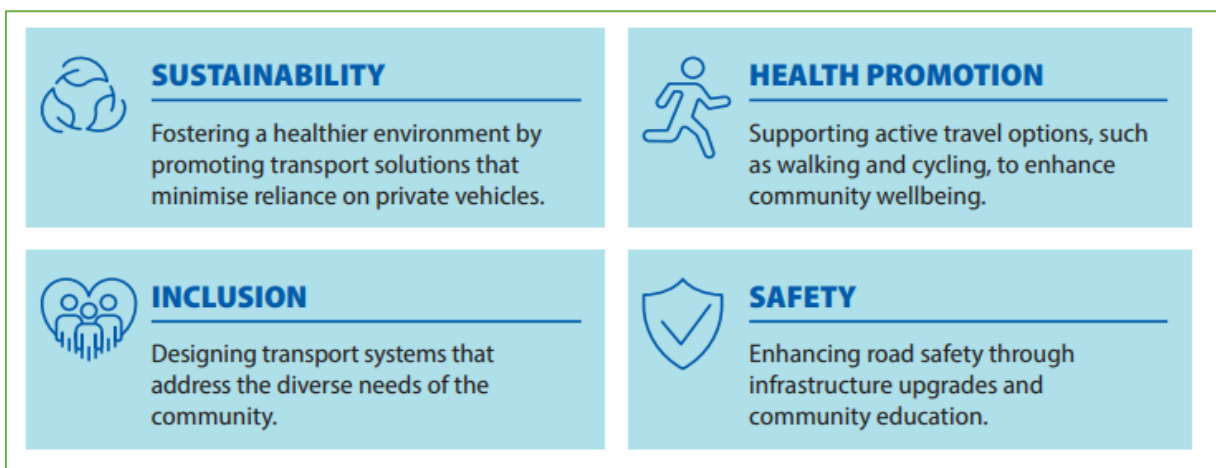 SUSTAINABILITY
Fostering a healthier environment by
promoting transport solutions that
minimise reliance on private vehicles.
HEALTH PROMOTION
Supporting active travel options, such
as walking and cycling, to enhance
community wellbeing.
INCLUSION
Designing transport systems that
address the diverse needs of the
community.
SAFETY
Enhancing road safety through
infrastructure upgrades and
community education.